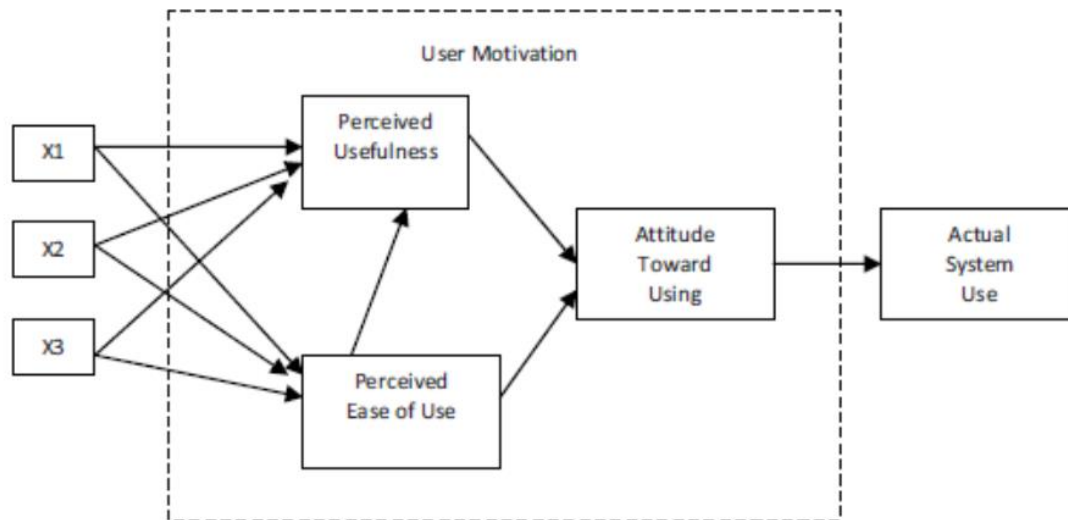 User Motivation
X1
X2
X3
Perceived
Usefulness
Perceived
Ease of Use
Attitude
Toward
Using
Actual
System
Use